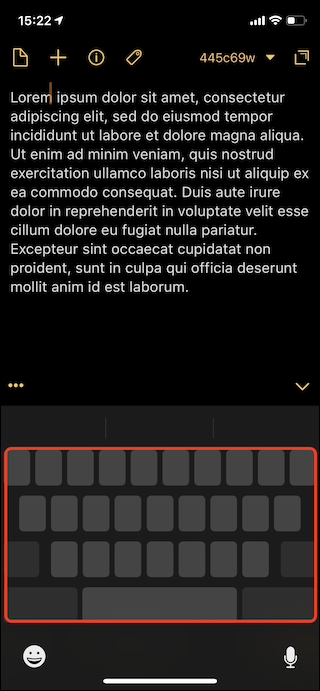 15:22
445c69w
Lorem ipsum dolor sit amet, consectetur
adipiscing elit, sed do eiusmod tempor
incididunt ut labore et dolore magna aliqua.
Ut enim ad minim veniam, quis nostrud
exercitation ullamco laboris nisi ut aliquip ex
ea commodo consequat. Duis aute irure
dolor in reprehenderit in voluptate velit esse
cillum dolore eu fugiat nulla pariatur.
Excepteur sint occaecat cupidatat non
proident, sunt in culpa qui officia deserunt
mollit anim id est laborum.